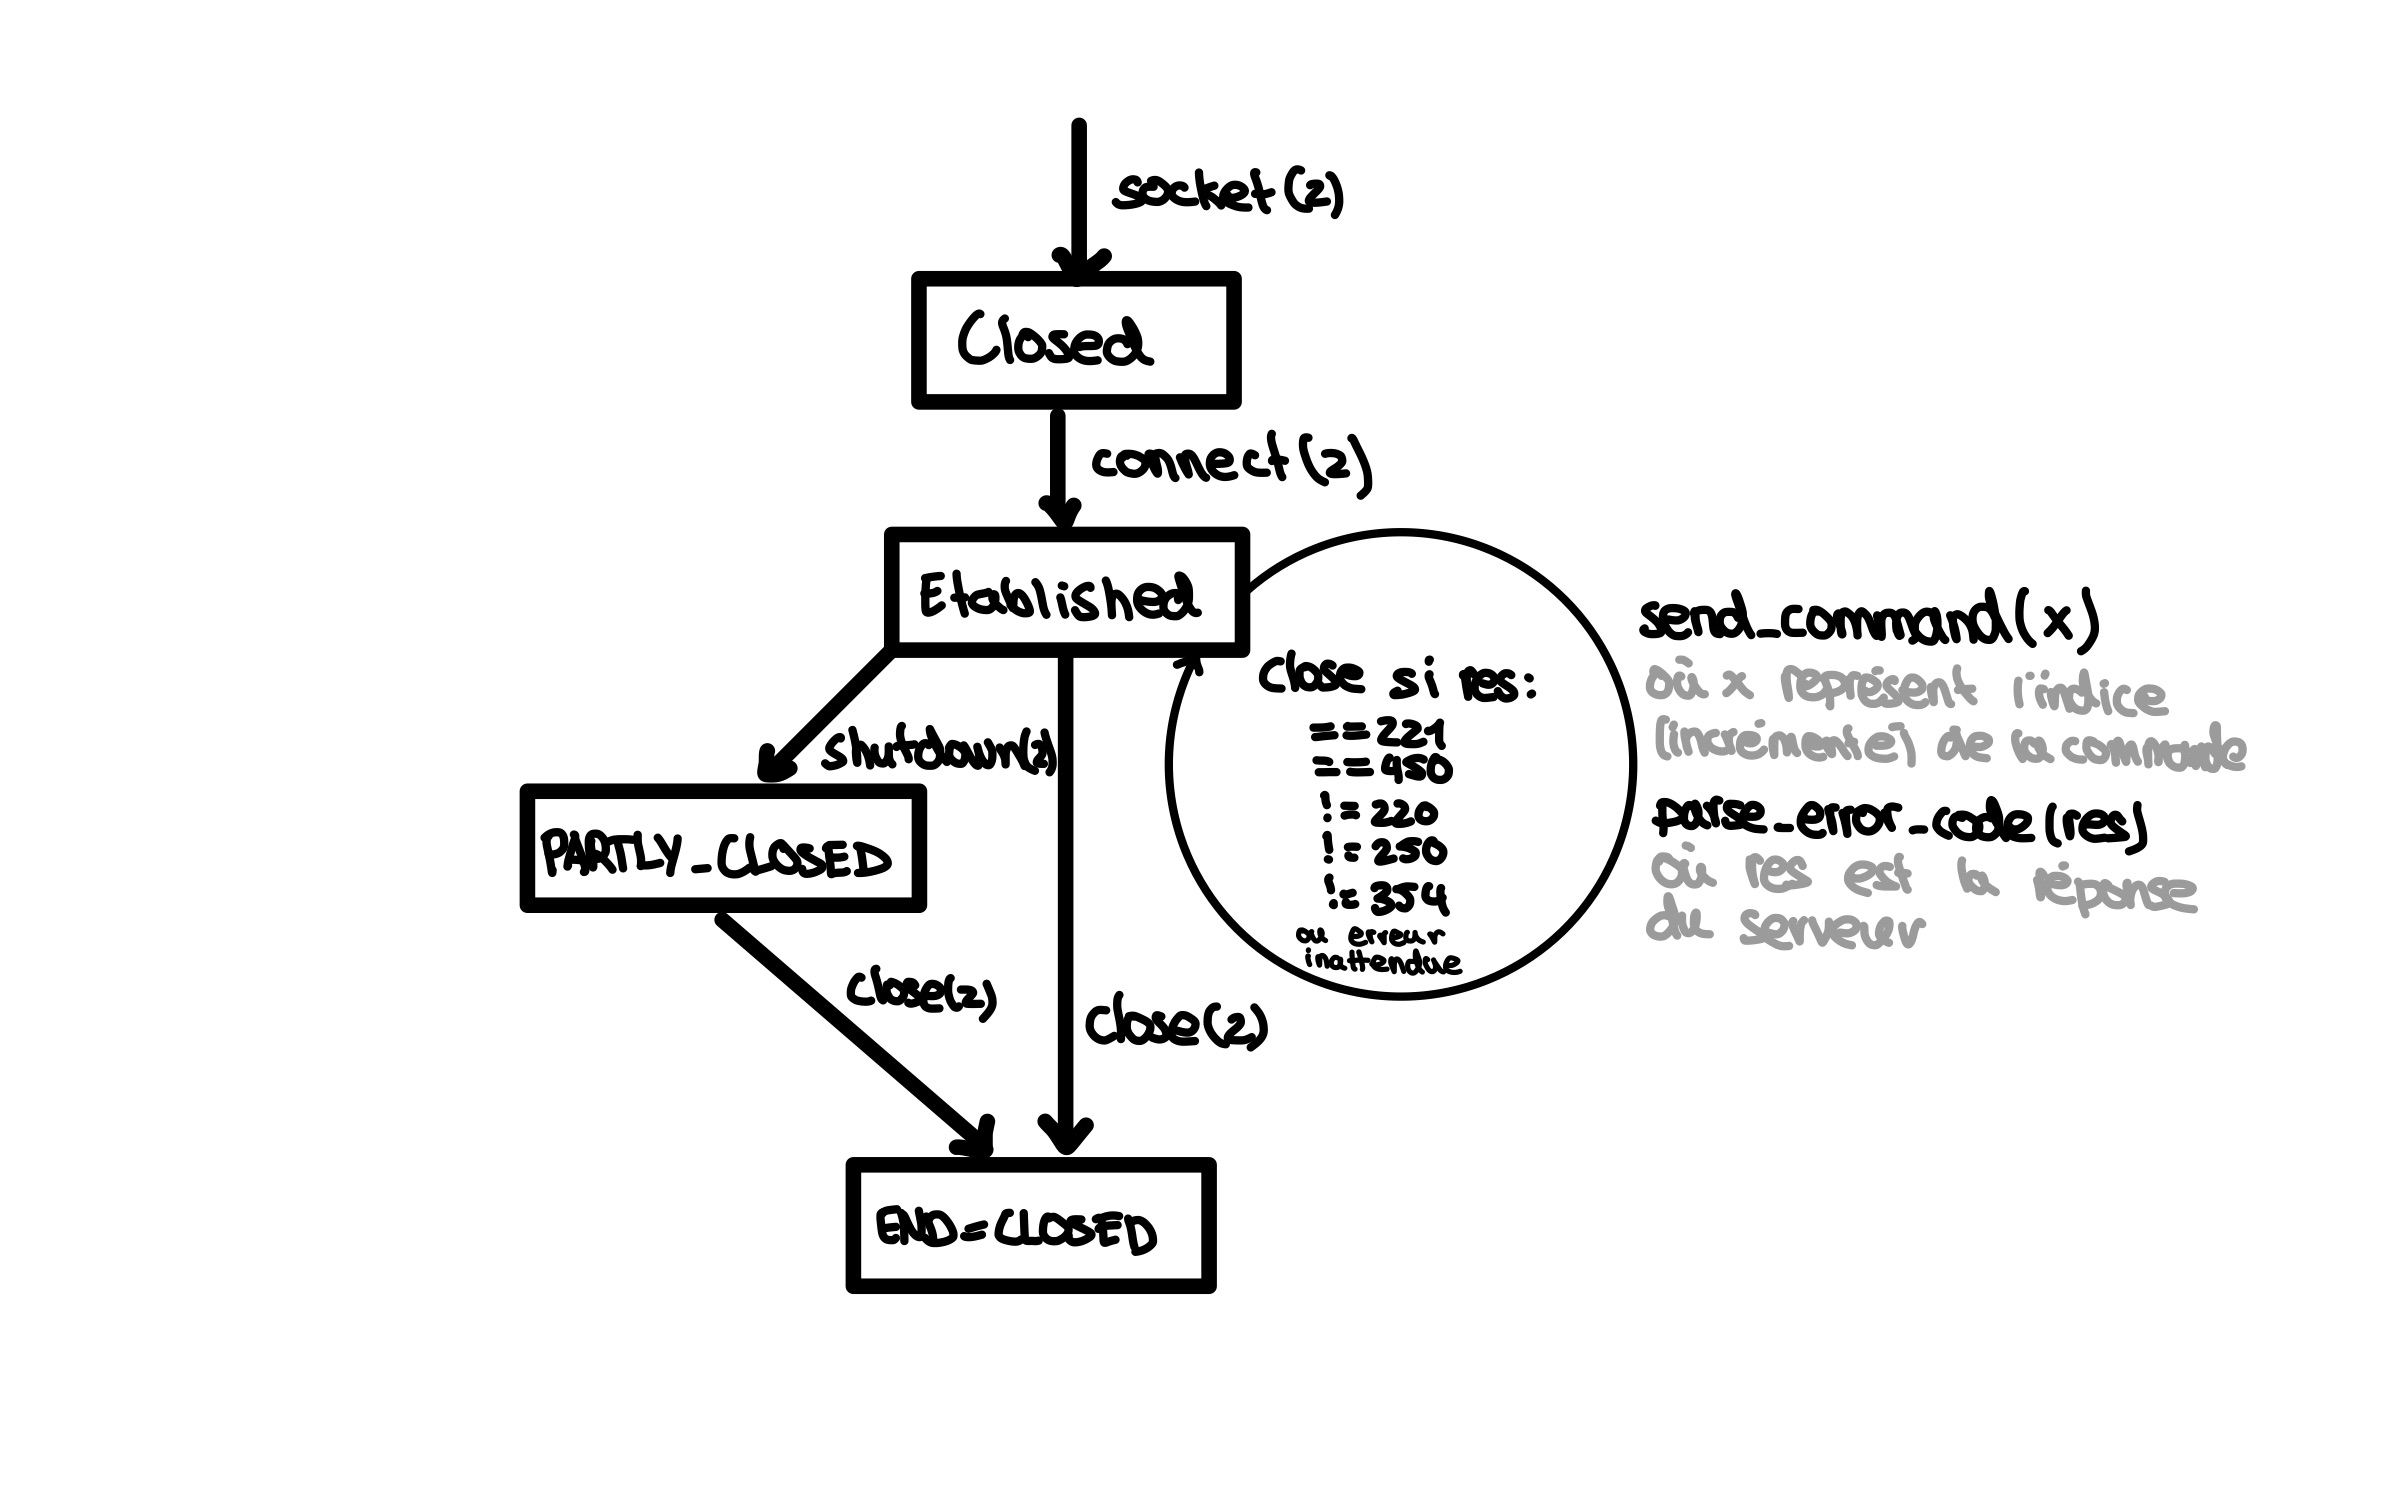 socket(2)
Closed
connect(2)
Etablished
send_command(x)
où x représent l'indice
(incrémenté) de la commande
close si res:
== 221
== 450
!= 220
!= 250
!= 354
ou erreur
inattendue
parse_error_code(res)
où res est la réponse
du serveur
shutdown(2)
PARTLY_CLOSED
close(2)
close(2)
END=CLOSED